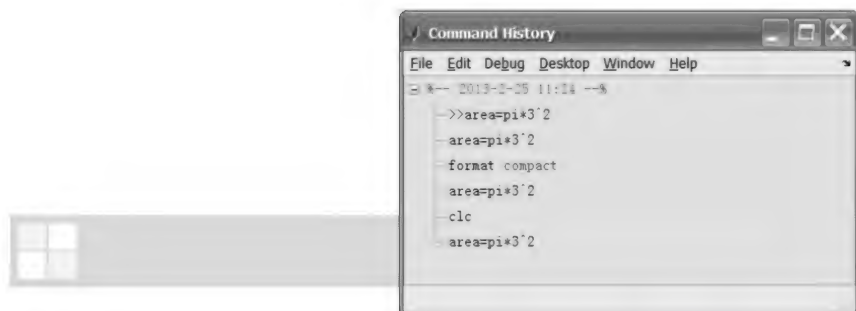 Command History
File Edit Debug Desktop Window Help
%-- 2013-2-25 11:24 --%
>>area=pi*3^2
area=pi*3^2
format compact
area=pi*3^2
clc
area=pi*3^2